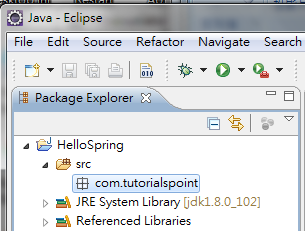 Java - Eclipse
File Edit Source Refactor Navigate Search
010
Package Explorer
HelloSpring
src
com.tutorialspoint
JRE System Library [jdk1.8.0_102]
Referenced Libraries